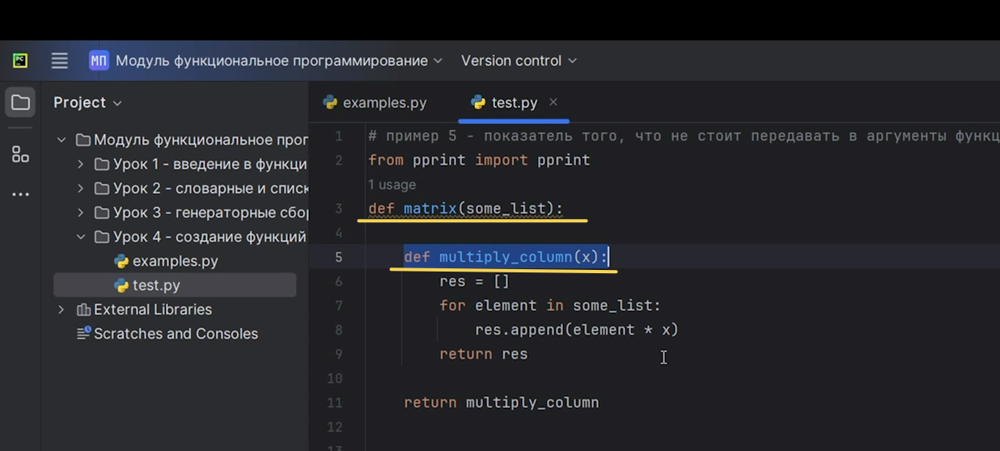 PC
МП Модуль функциональное программирование Version control
Project
Модуль функциональное прог
Урок 1 - введение в функци
Урок 2 - словарные и списк
Урок 3 - генераторные сбор
Урок 4 - создание функций
examples.py
test.py
External Libraries
Scratches and Consoles
examples.py test.py
1 # пример 5 - показатель того, что не стоит передавать в аргументы функц
2 from pprint import pprint
1 usage
3 def matrix(some_list):
4
5 def multiply_column(x):
6 res = []
7 for element in some_list:
8 res.append(element * x)
9 return res
10
11 return multiply_column
12
13